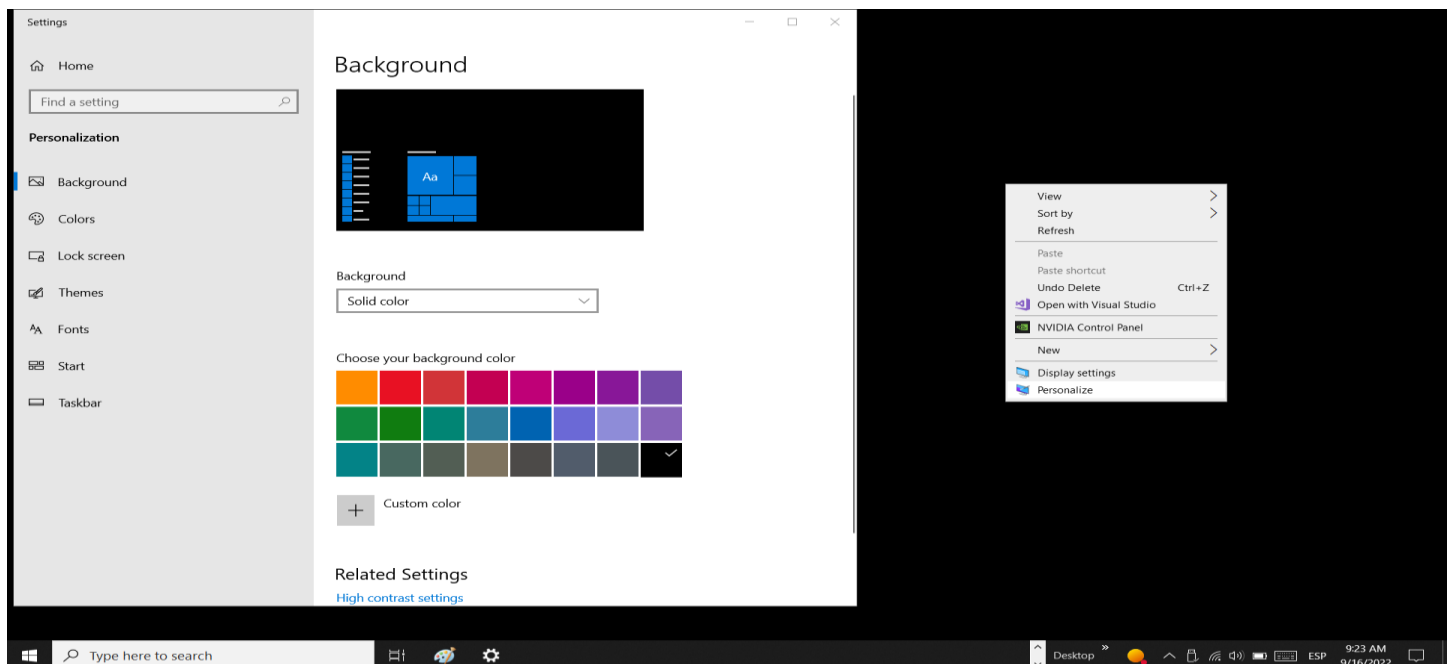 Settings
Home
Find a setting
Personalization
Background
Colors
Lock screen
Themes
Fonts
Start
Taskbar
Background
Aa
Background
Solid color
Choose your background color
Custom color
Related Settings
High contrast settings
View
Sort by
Refresh
Paste
Paste shortcut
Undo Delete Ctrl+Z
Open with Visual Studio
NVIDIA Control Panel
New
Display settings
Personalize
Type here to search
Desktop
ESP
9:23 AM
9/16/2022